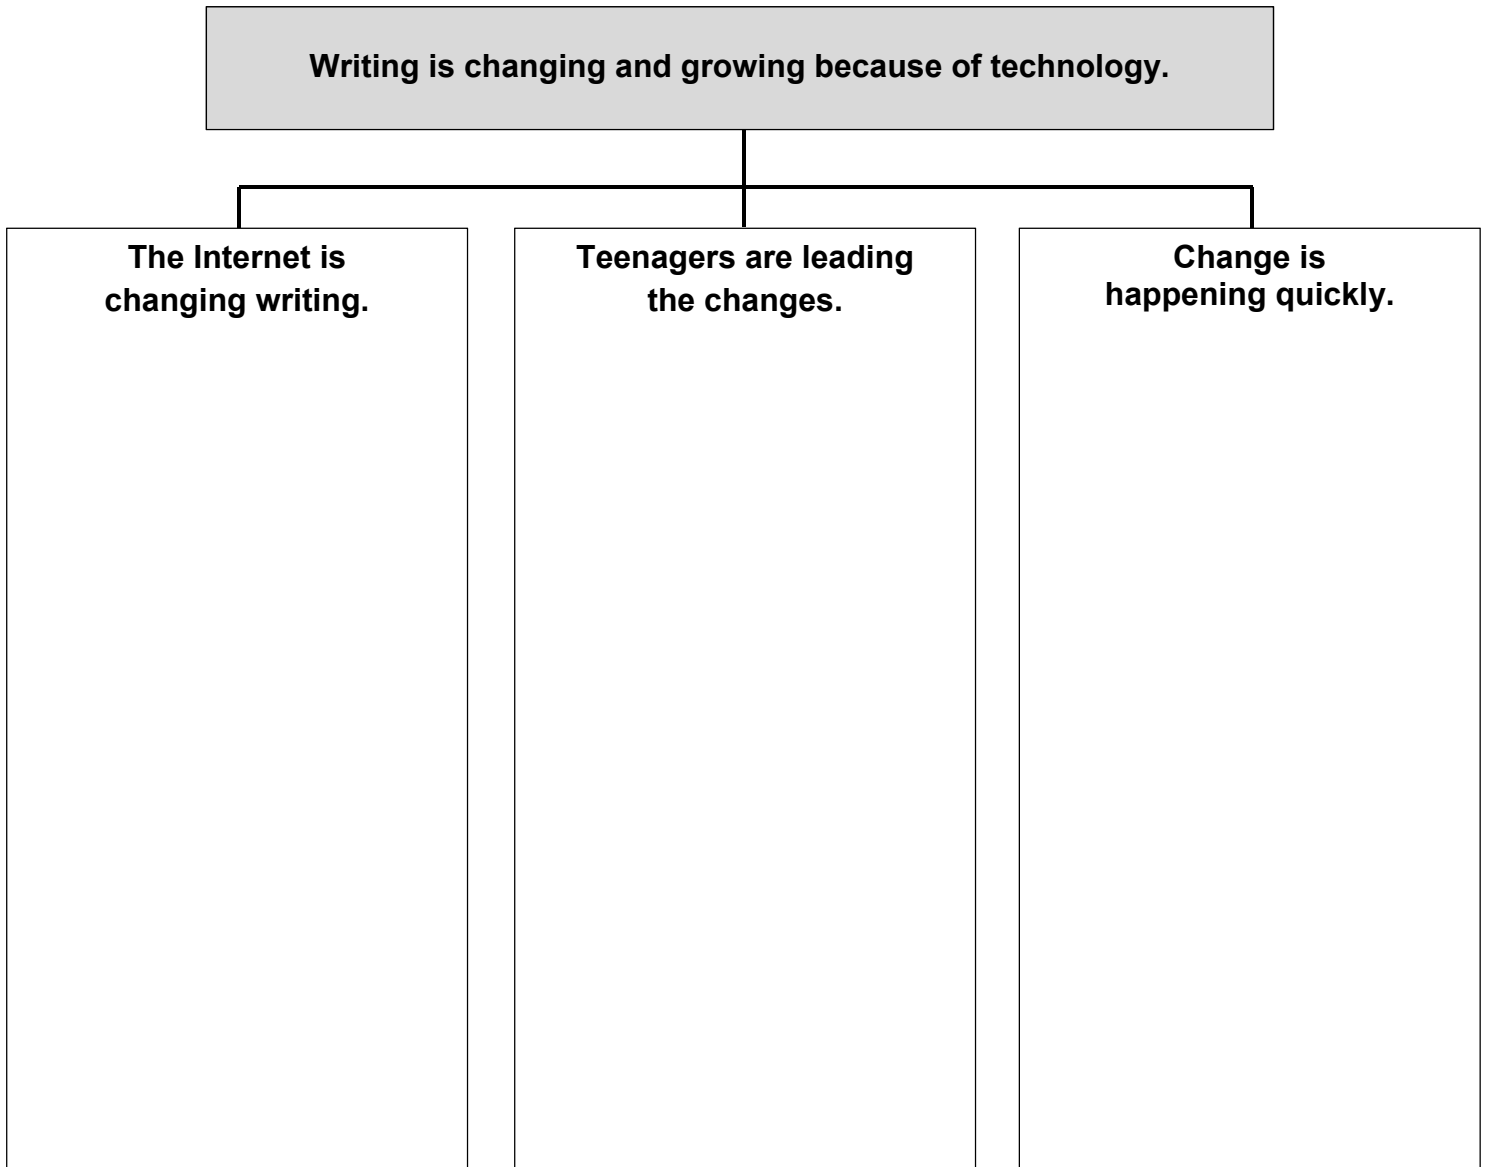 Writing is changing and growing because of technology.
The Internet is
changing writing.
Teenagers are leading
the changes.
Change is
happening quickly.